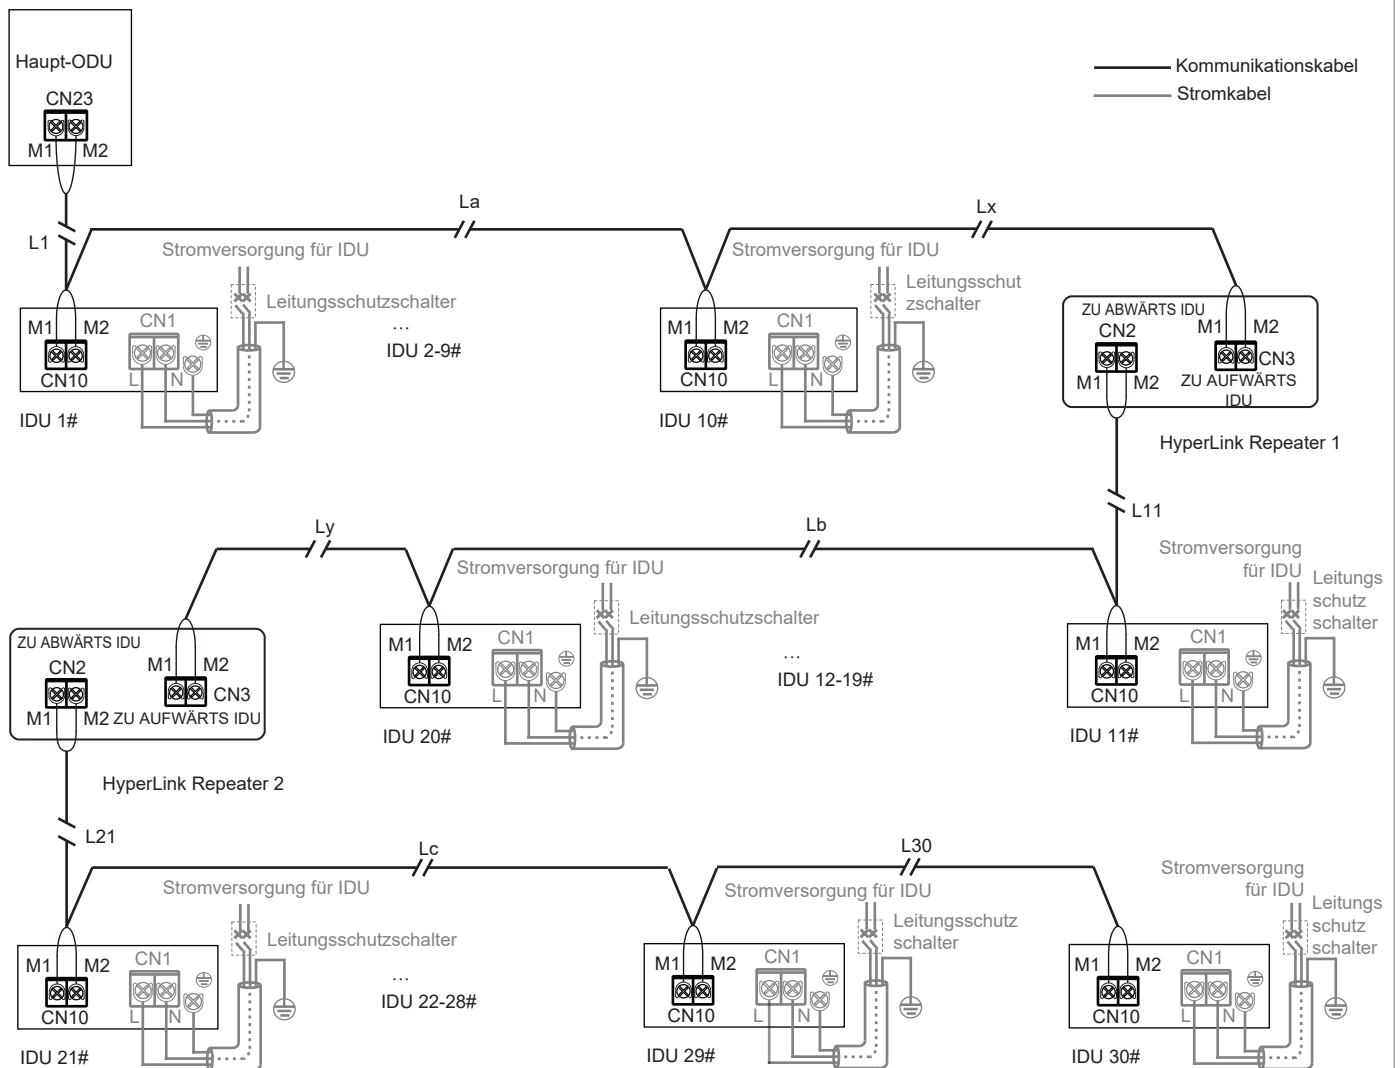 Haupt-ODU
CN23
M1 M2
Kommunikationskabel
Stromkabel
L1
La
Lx
Stromversorgung für IDU
Leitungsschutzschalter
M1 M2
CN1
CN10
L N
IDU 1#
...
IDU 2-9#
Stromversorgung für IDU
Leitungsschut
zschalter
M1 M2
CN1
CN10
L N
IDU 10#
ZU ABWÄRTS IDU
CN2
M1 M2
M1 M2
CN3
ZU AUFWÄRTS
IDU
HyperLink Repeater 1
L11
Ly
Lb
ZU ABWÄRTS IDU
CN2
M1 M2
M1 M2
CN3
ZU AUFWÄRTS IDU
HyperLink Repeater 2
Stromversorgung für IDU
Leitungsschutzschalter
M1 M2
CN1
CN10
L N
IDU 20#
...
IDU 12-19#
Stromversorgung
für IDU
Leitungs
schutz
schalter
M1 M2
CN1
CN10
L N
IDU 11#
L21
Lc
L30
Stromversorgung für IDU
Leitungsschutzschalter
M1 M2
CN1
CN10
L N
IDU 21#
...
IDU 22-28#
Stromversorgung für IDU
Leitungsschutz
schalter
M1 M2
CN1
CN10
L N
IDU 29#
Stromversorgung
für IDU
Leitungs
schutz
schalter
M1 M2
CN1
CN10
L N
IDU 30#